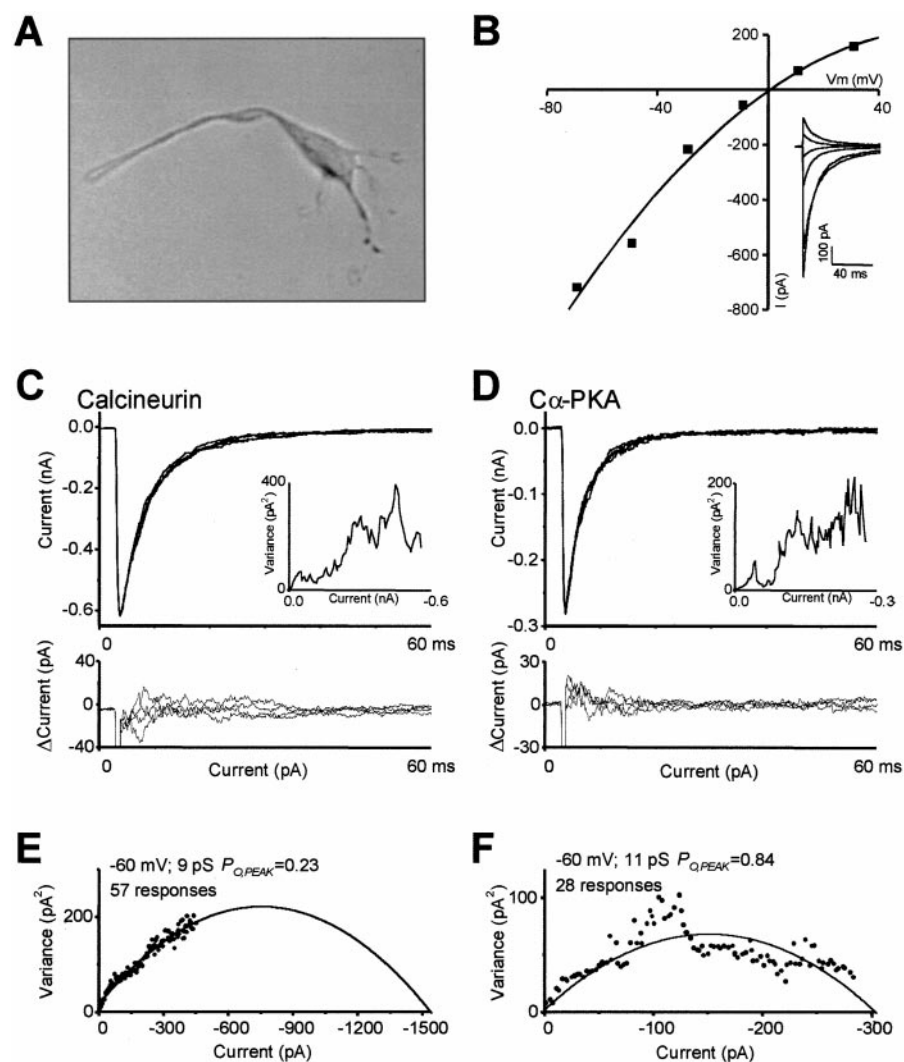 A
B
200
Vm (mV)
-80
-40
40
-200
-400
-600
-800
I (pA)
100 pA
40 ms
C
Calcineurin
0.0
-0.2
-0.4
-0.6
Current (nA)
400
Variance (pA²)
0
0.0
-0.6
Current (nA)
0
60 ms
40
0
-40
ΔCurrent (pA)
0
60 ms
Current (pA)
D
Cα-PKA
0.0
-0.1
-0.2
-0.3
Current (nA)
200
Variance (pA²)
0
0.0
-0.3
Current (nA)
0
60 ms
30
0
-30
ΔCurrent (pA)
0
60 ms
Current (pA)
E
-60 mV; 9 pS P_O,PEAK=0.23
57 responses
200
0
Variance (pA²)
0
-300
-600
-900
-1200
-1500
Current (pA)
F
-60 mV; 11 pS P_O,PEAK=0.84
28 responses
100
50
0
Variance (pA²)
0
-100
-200
-300
Current (pA)